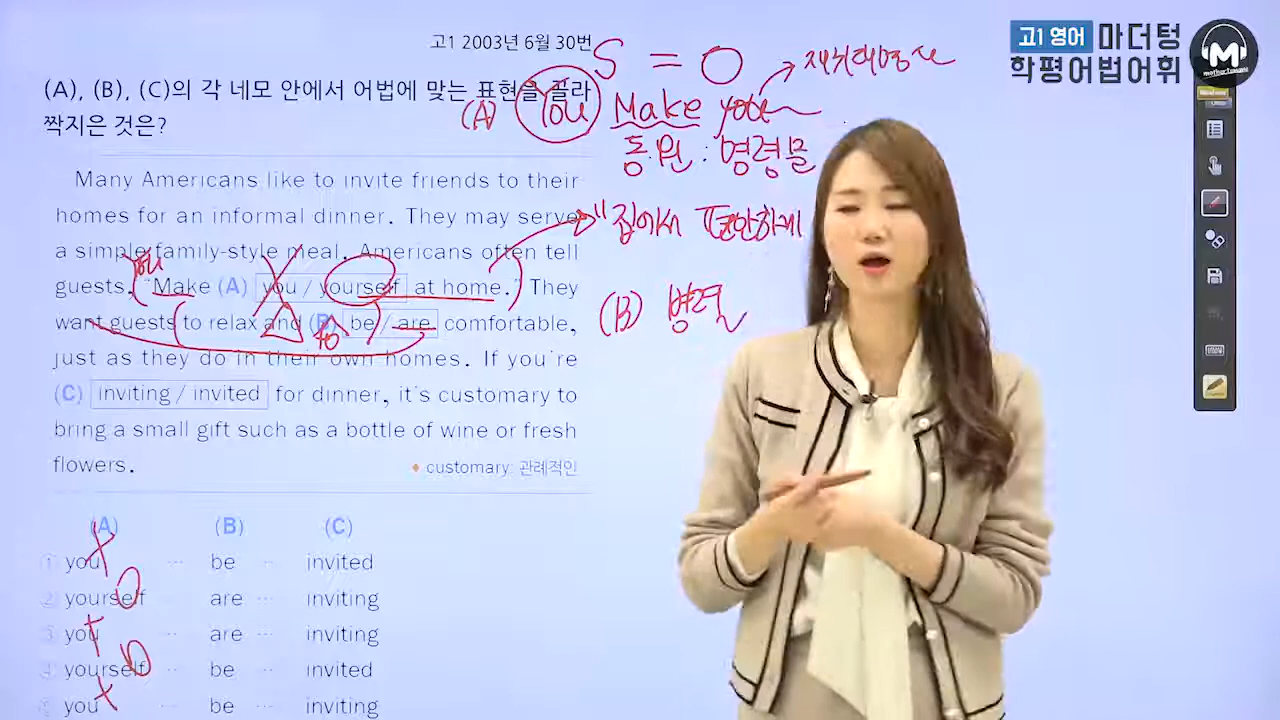 고1 2003년 6월 30번
고1 영어 마더텅
학평어법어휘
mothertongue
(A), (B), (C)의 각 네모 안에서 어법에 맞는 표현을 골라
짝지은 것은?
S = O → 재귀대명사
(A) You Make you
동.원 : 명령문
Many Americans like to invite friends to their
homes for an informal dinner. They may serve
"집에서 편안하게
a simple family-style meal. Americans often tell
you
guests, "Make (A) you / yourself at home." They
(B) 병렬
want guests to relax and (B) be / are comfortable,
to
just as they do in their own homes. If you're
(C) inviting / invited for dinner, it's customary to
bring a small gift such as a bottle of wine or fresh
flowers.
◆ customary: 관례적인
(A) (B) (C)
① you ··· be ··· invited
② yourself ··· are ··· inviting
③ you ··· are ··· inviting
④ yourself ··· be ··· invited
⑤ you ··· be ··· inviting